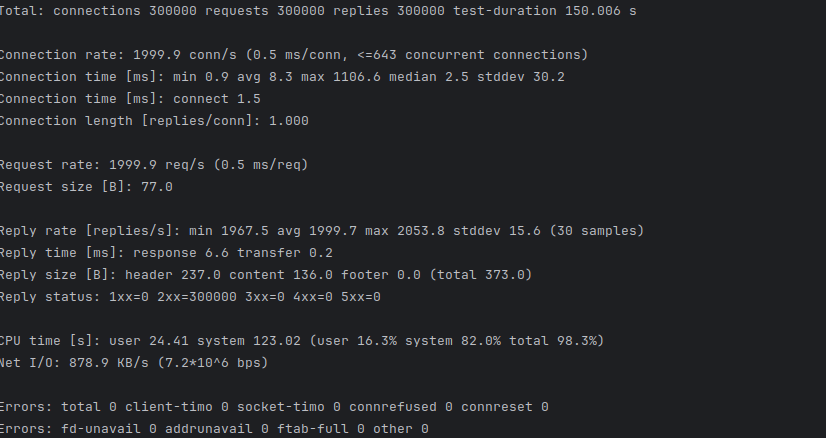 Total: connections 300000 requests 300000 replies 300000 test-duration 150.006 s
Connection rate: 1999.9 conn/s (0.5 ms/conn, <=643 concurrent connections)
Connection time [ms]: min 0.9 avg 8.3 max 1106.6 median 2.5 stddev 30.2
Connection time [ms]: connect 1.5
Connection length [replies/conn]: 1.000
Request rate: 1999.9 req/s (0.5 ms/req)
Request size [B]: 77.0
Reply rate [replies/s]: min 1967.5 avg 1999.7 max 2053.8 stddev 15.6 (30 samples)
Reply time [ms]: response 6.6 transfer 0.2
Reply size [B]: header 237.0 content 136.0 footer 0.0 (total 373.0)
Reply status: 1xx=0 2xx=300000 3xx=0 4xx=0 5xx=0
CPU time [s]: user 24.41 system 123.02 (user 16.3% system 82.0% total 98.3%)
Net I/O: 878.9 KB/s (7.2*10^6 bps)
Errors: total 0 client-timo 0 socket-timo 0 connrefused 0 connreset 0
Errors: fd-unavail 0 addrunavail 0 ftab-full 0 other 0